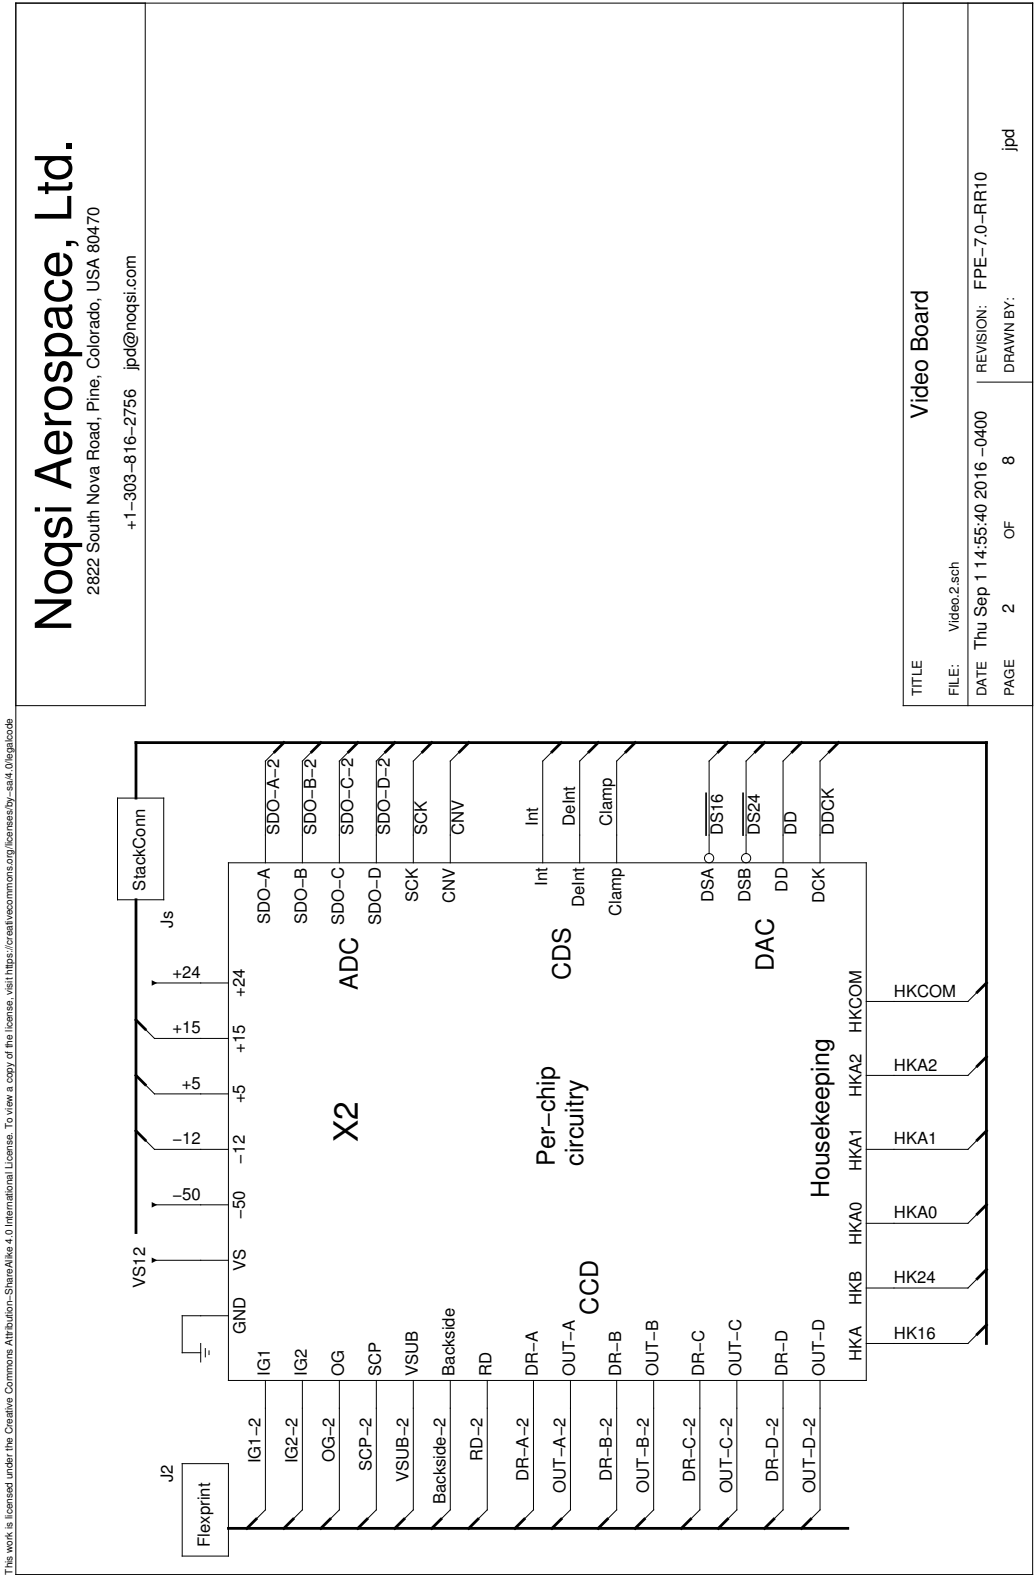 This work is licensed under the Creative Commons Attribution−ShareAlike 4.0 International License. To view a copy of the license, visit https://creativecommons.org/licenses/by−sa/4.0/legalcode
Noqsi Aerospace, Ltd.
2822 South Nova Road, Pine, Colorado, USA 80470
+1−303−816−2756 jpd@noqsi.com
J2
Flexprint
Js
StackConn
VS12
−50
−12
+5
+15
+24
GND
VS
−50
−12
+5
+15
+24
IG1−2
IG1
IG2−2
IG2
OG−2
OG
SCP−2
SCP
VSUB−2
VSUB
Backside−2
Backside
RD−2
RD
DR−A−2
DR−A
OUT−A−2
OUT−A
DR−B−2
DR−B
OUT−B−2
OUT−B
DR−C−2
DR−C
OUT−C−2
OUT−C
DR−D−2
DR−D
OUT−D−2
OUT−D
X2
Per−chip
circuitry
CCD
ADC
CDS
DAC
Housekeeping
SDO−A
SDO−A−2
SDO−B
SDO−B−2
SDO−C
SDO−C−2
SDO−D
SDO−D−2
SCK
SCK
CNV
CNV
Int
Int
DeInt
DeInt
Clamp
Clamp
DSA
DS16
DSB
DS24
DD
DD
DCK
DDCK
HKA
HKB
HKA0
HKA1
HKA2
HKCOM
HK16
HK24
HKA0
HKA1
HKA2
HKCOM
TITLE
Video Board
FILE: Video.2.sch
DATE Thu Sep 1 14:55:40 2016 −0400
REVISION: FPE−7.0−RR10
PAGE 2 OF 8
DRAWN BY: jpd